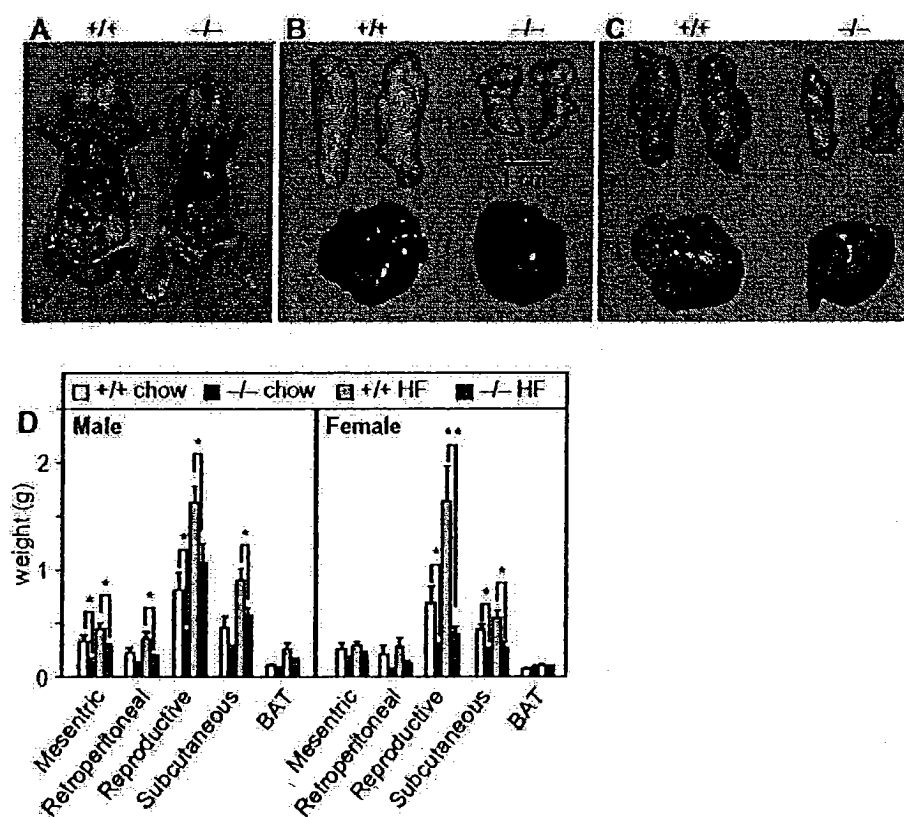 A +/+ –/– B +/+ –/– C +/+ –/–
1 cm
+/+ chow –/– chow +/+ HF –/– HF
D Male Female
weight (g)
2
1
0
* * * * * * * ** * *
Mesentric Retroperitoneal Reproductive Subcutaneous BAT Mesentric Retroperitoneal Reproductive Subcutaneous BAT